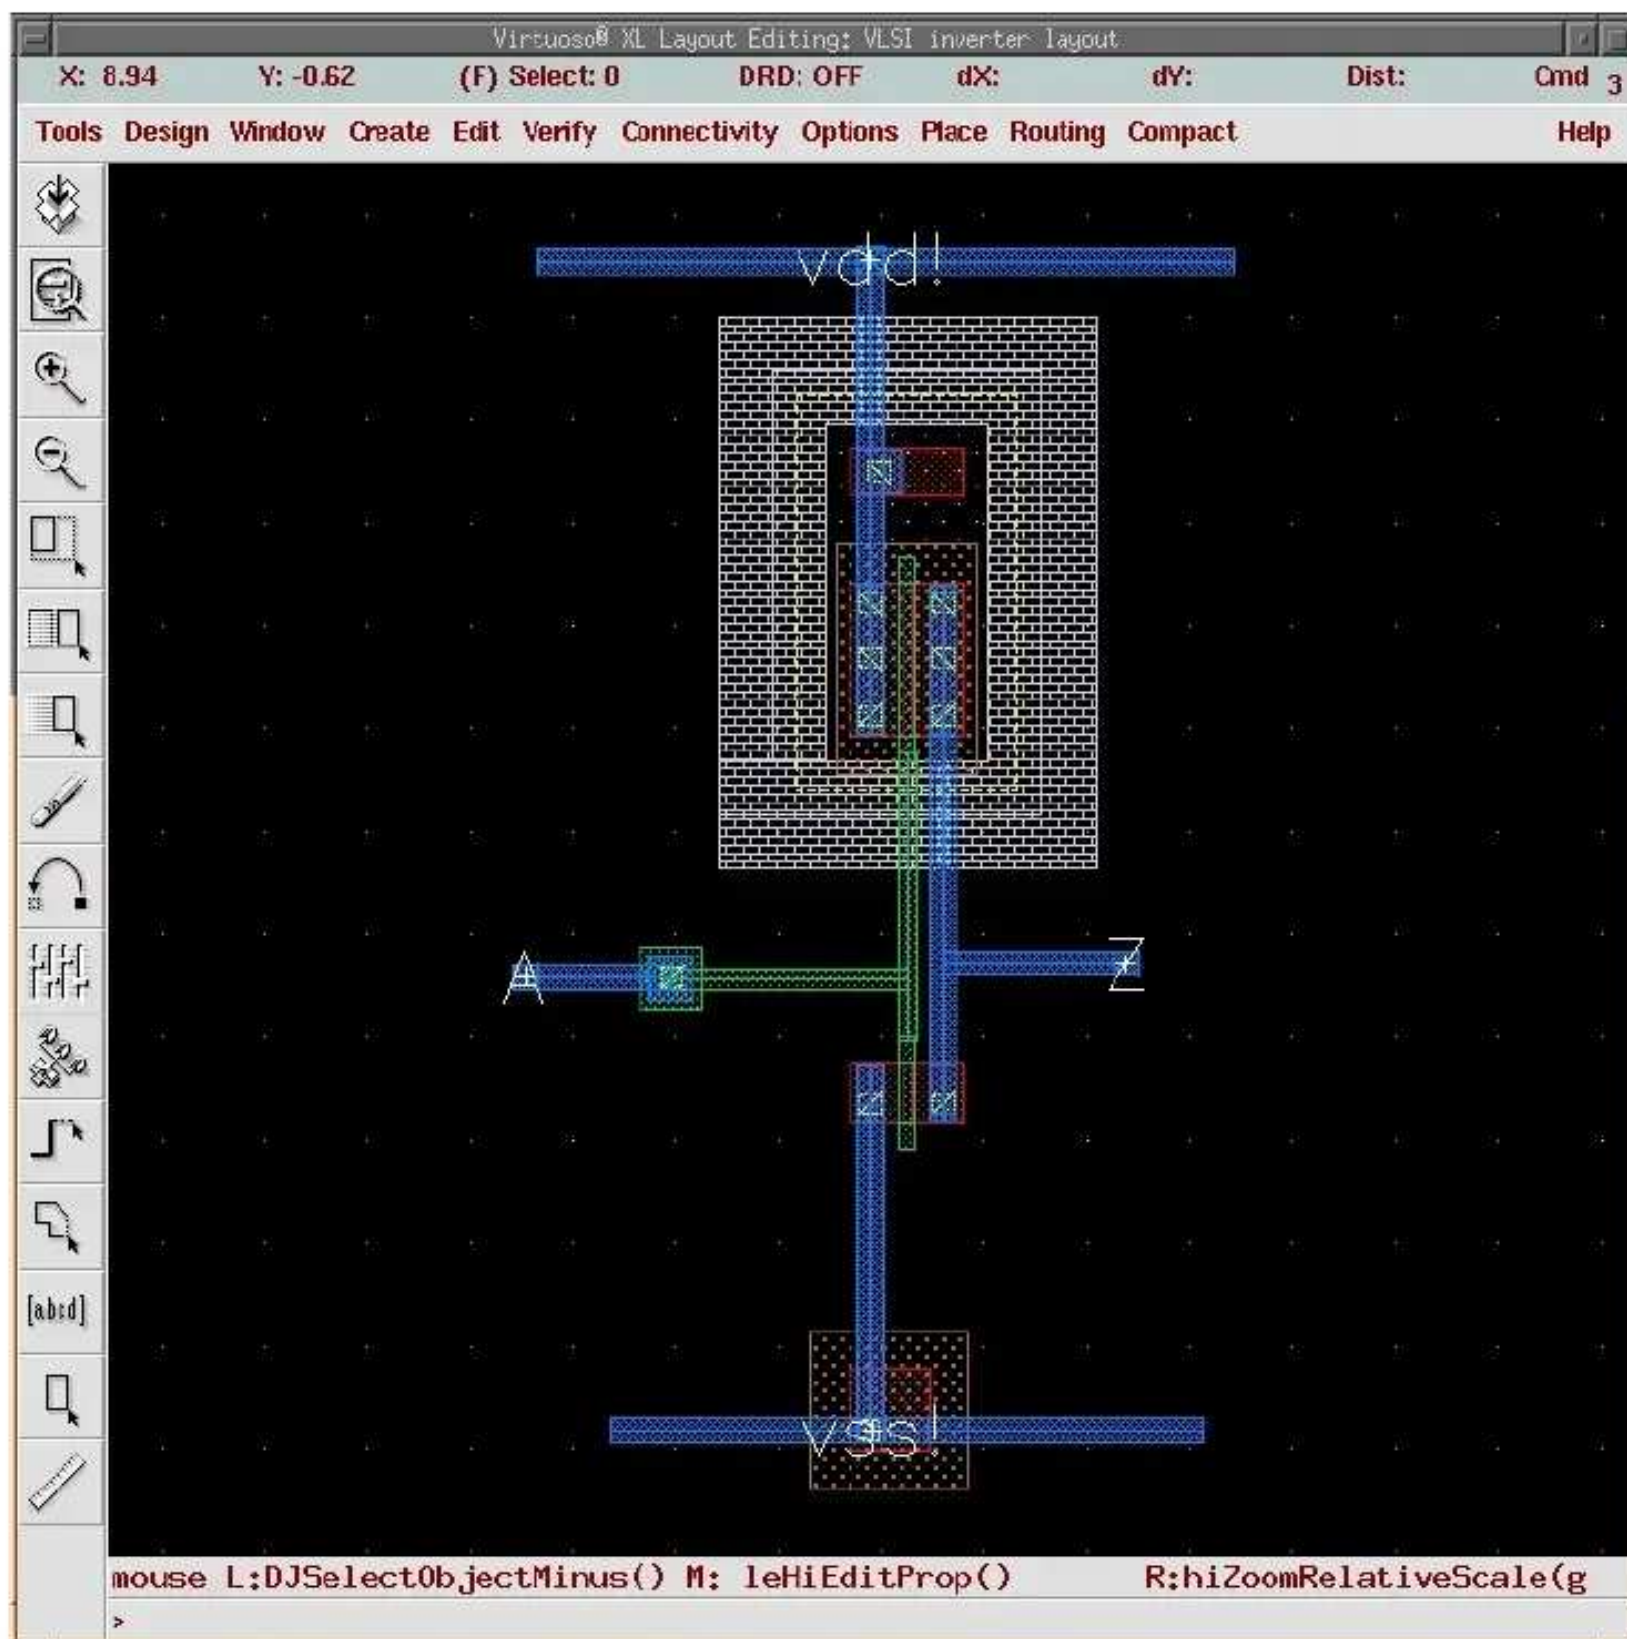 Virtuoso® XL Layout Editing: VLSI inverter layout
X: 8.94 Y: -0.62 (F) Select: 0 DRD: OFF dX: dY: Dist: Cmd 3
Tools Design Window Create Edit Verify Connectivity Options Place Routing Compact Help
vdd!
A
Z
[abcd]
vss!
mouse L:DJSelectObjectMinus() M: leHiEditProp() R:hiZoomRelativeScale(g
>